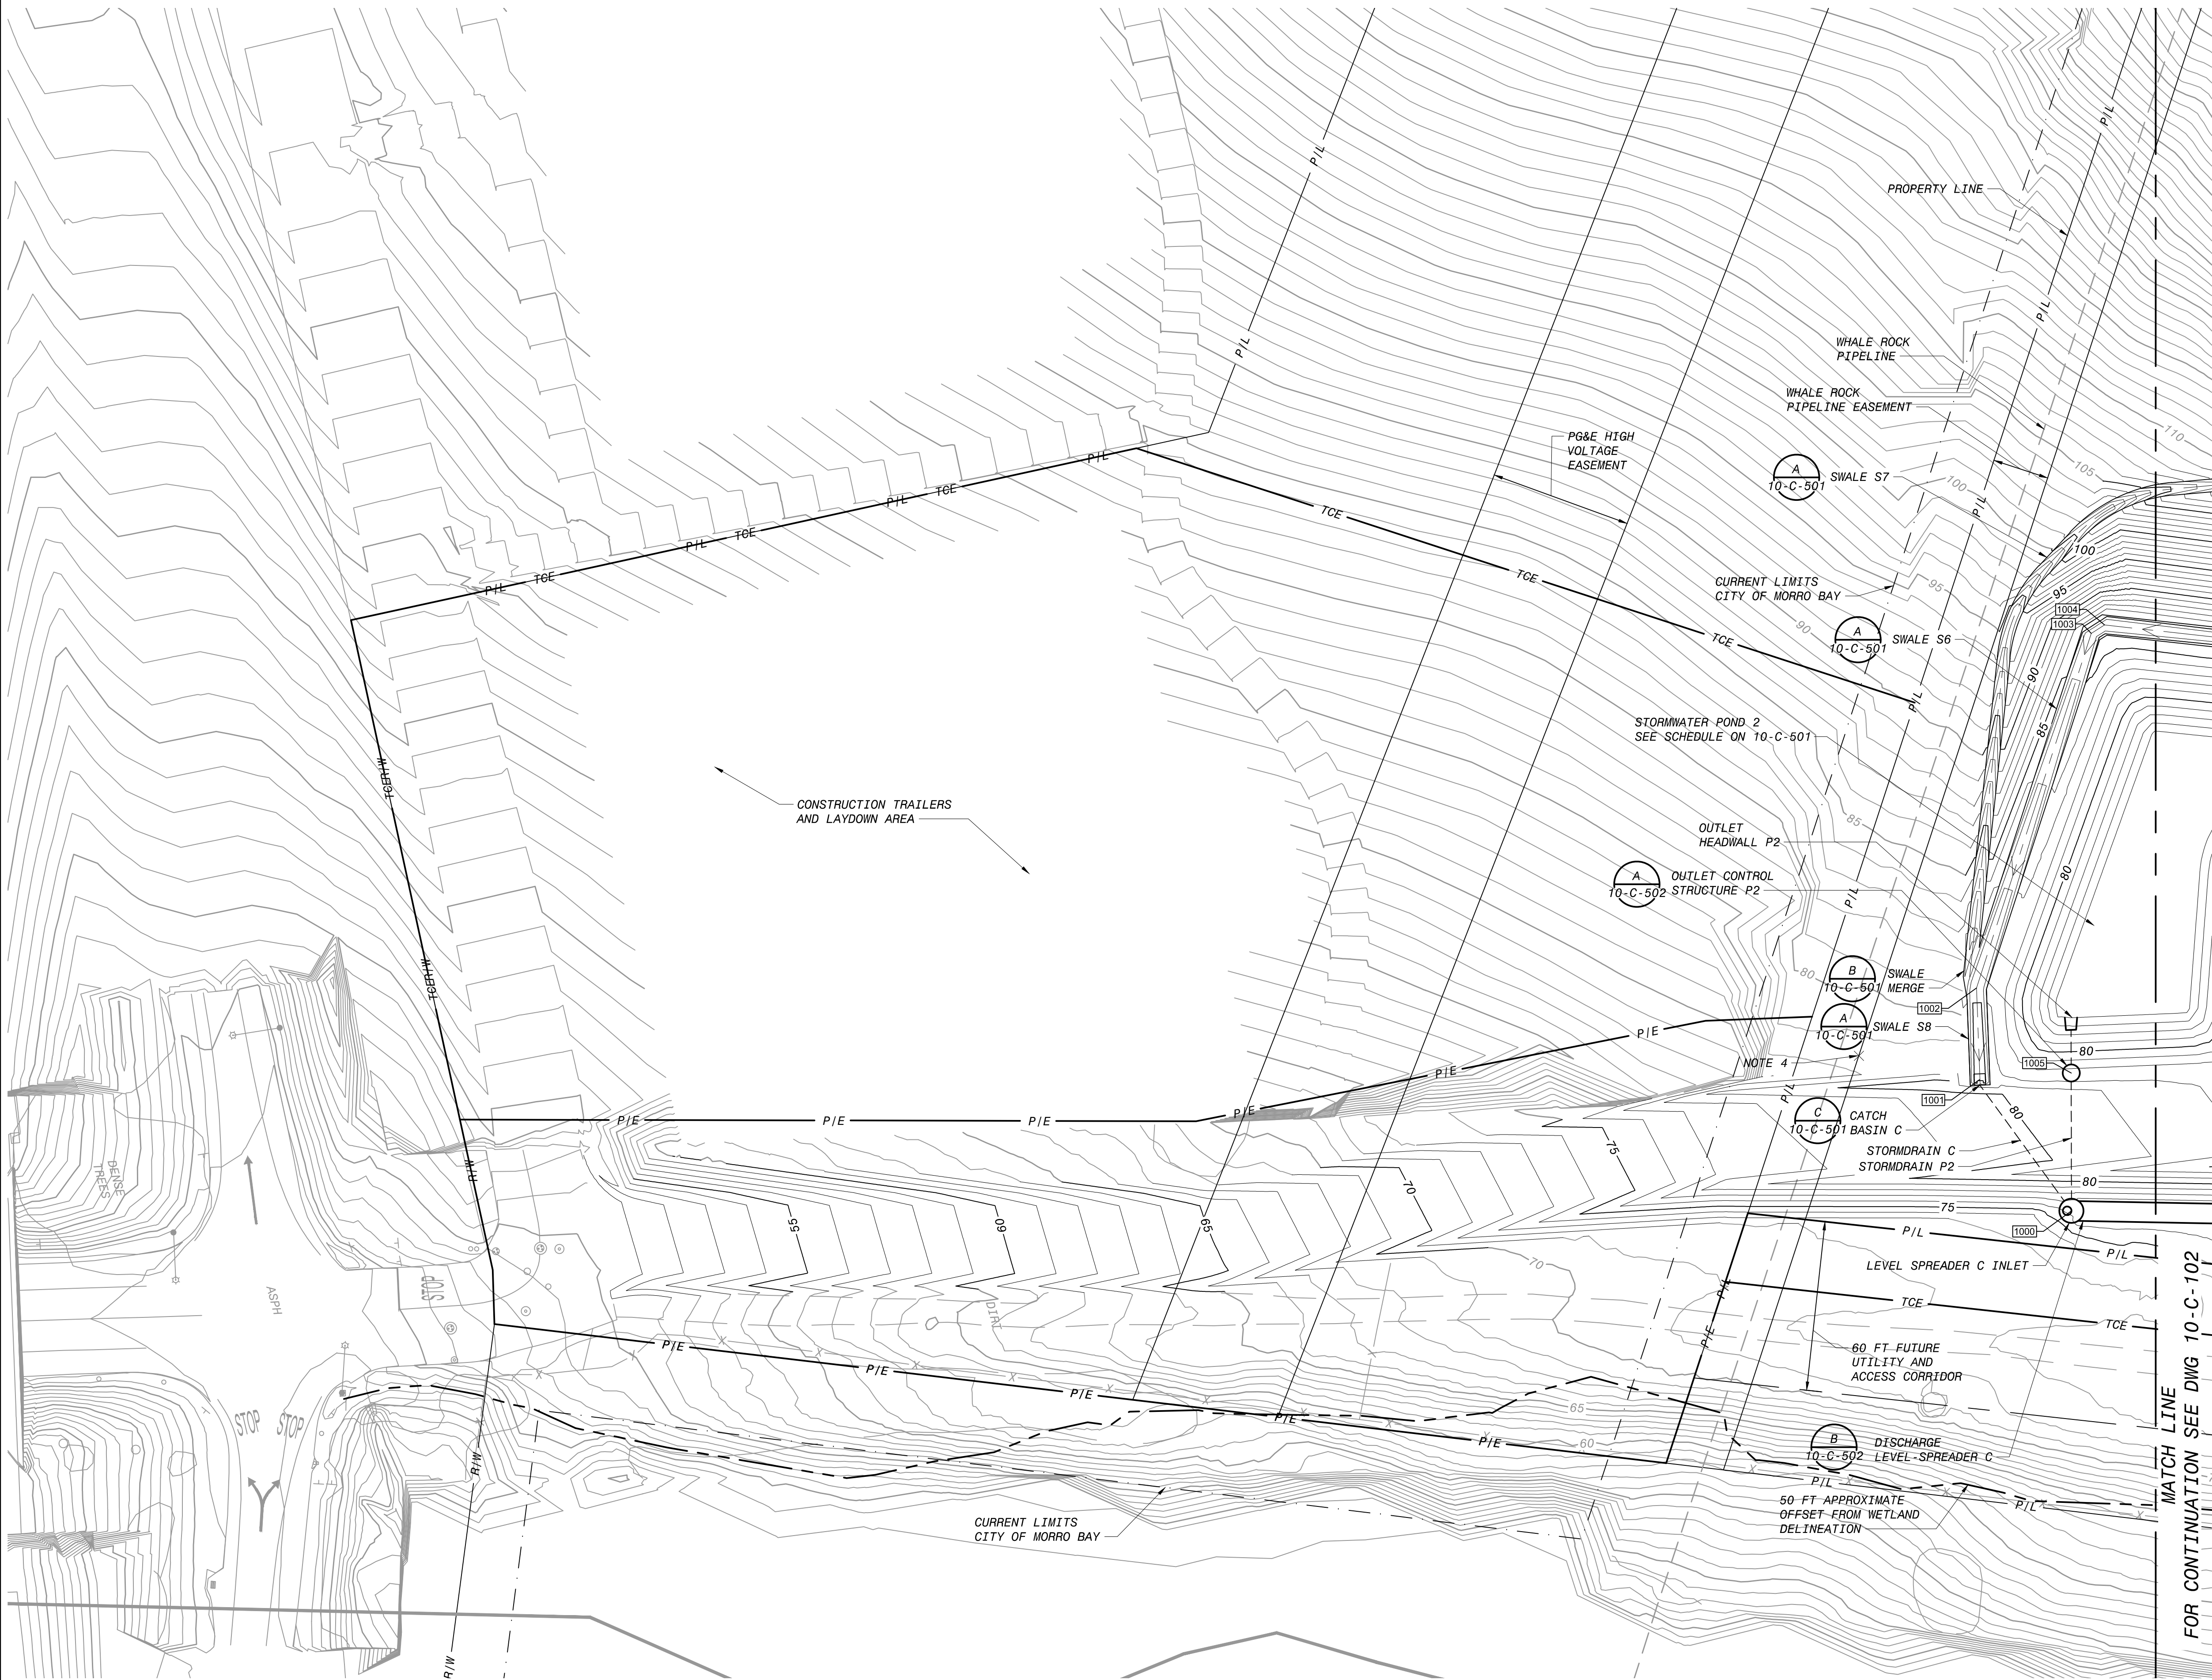 P/L
P/L
PROPERTY LINE
P/L
P/L
WHALE ROCK
PIPELINE
P/L
WHALE ROCK
PIPELINE EASEMENT
110
PG&E HIGH
VOLTAGE
EASEMENT
P/L
105
A
10-C-501
SWALE S7
100
P/L
TCE
P/L
TCE
P/L
TCE
P/L
TCE
P/L
TCE
TCE
TCE
CURRENT LIMITS
CITY OF MORRO BAY
95
100
95
1004
1003
A
10-C-501
SWALE S6
90
90
P/L
STORMWATER POND 2
SEE SCHEDULE ON 10-C-501
85
TCE
R/W
CONSTRUCTION TRAILERS
AND LAYDOWN AREA
85
OUTLET
HEADWALL P2
80
A
10-C-502
OUTLET CONTROL
STRUCTURE P2
P/L
TCE
R/W
80
B
10-C-501
SWALE
MERGE
1002
A
10-C-501
SWALE S8
P/E
80
NOTE 4
1005
P/E
P/L
1001
P/E
P/E
P/E
P/E
C
10-C-501
CATCH
BASIN C
80
75
STORMDRAIN C
STORMDRAIN P2
R/W
DENSE
TREES
70
80
55
60
65
75
1000
P/L
P/L
70
LEVEL SPREADER C INLET
STOP
ASPH
DIRT
P/L
TCE
TCE
P/E
P/E
P/E
P/E
60 FT FUTURE
UTILITY AND
ACCESS CORRIDOR
65
STOP
STOP
P/E
P/E
60
B
10-C-502
DISCHARGE
LEVEL-SPREADER C
R/W
P/L
P/L
50 FT APPROXIMATE
OFFSET FROM WETLAND
DELINEATION
CURRENT LIMITS
CITY OF MORRO BAY
R/W
MATCH LINE
FOR CONTINUATION SEE DWG 10-C-102